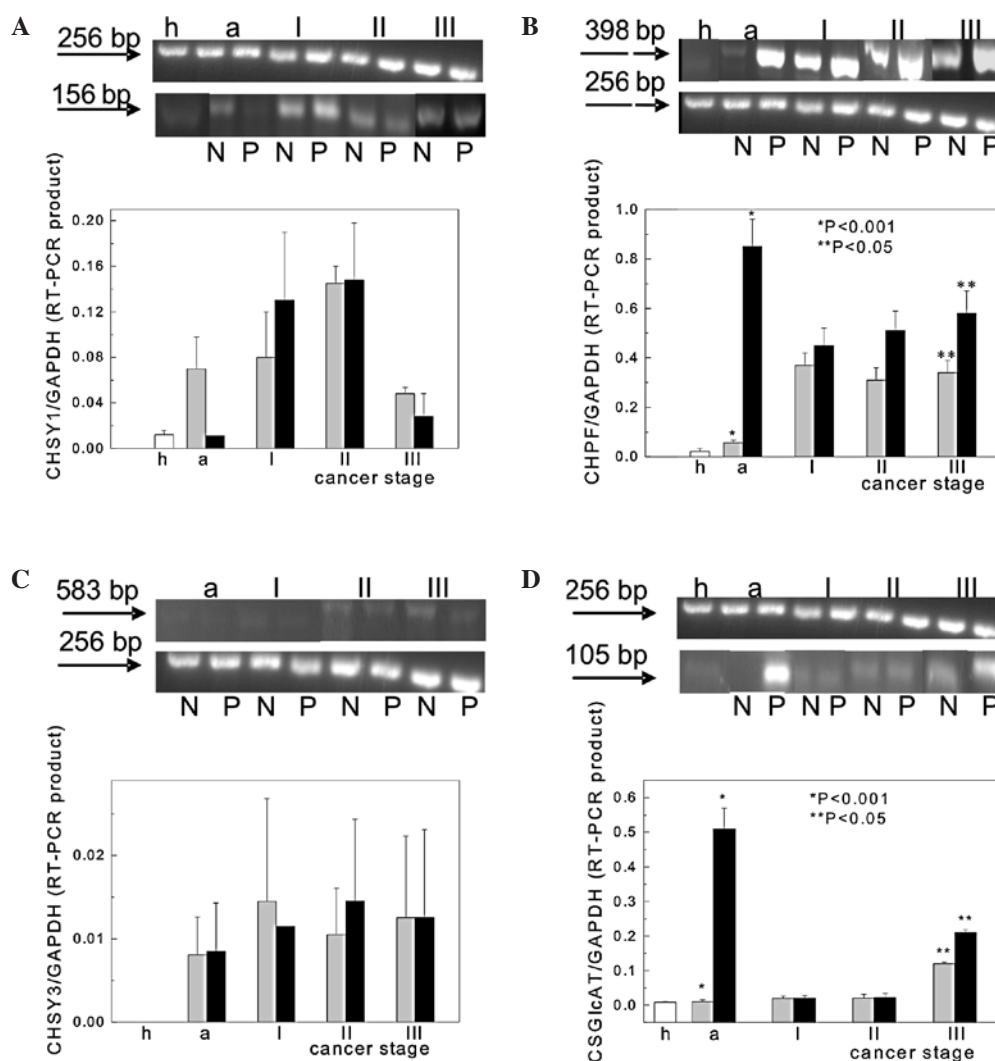 A
h a I II III
256 bp
156 bp
N P N P N P N P
CHSY1/GAPDH (RT-PCR product)
0.20
0.16
0.12
0.08
0.04
0.00
h a I II III
cancer stage
B
h a I II III
398 bp
256 bp
N P N P N P N P
CHPF/GAPDH (RT-PCR product)
1.0
0.8
0.6
0.4
0.2
0.0
*P<0.001
**P<0.05
* * ** **
h a I II III
cancer stage
C
a I II III
583 bp
256 bp
N P N P N P N P
CHSY3/GAPDH (RT-PCR product)
0.02
0.01
0.00
h a I II III
cancer stage
D
h a I II III
256 bp
105 bp
N P N P N P N P
CSGlcAT/GAPDH (RT-PCR product)
0.6
0.5
0.4
0.3
0.2
0.1
0.0
*P<0.001
**P<0.05
* * ** **
h a I II III
cancer stage